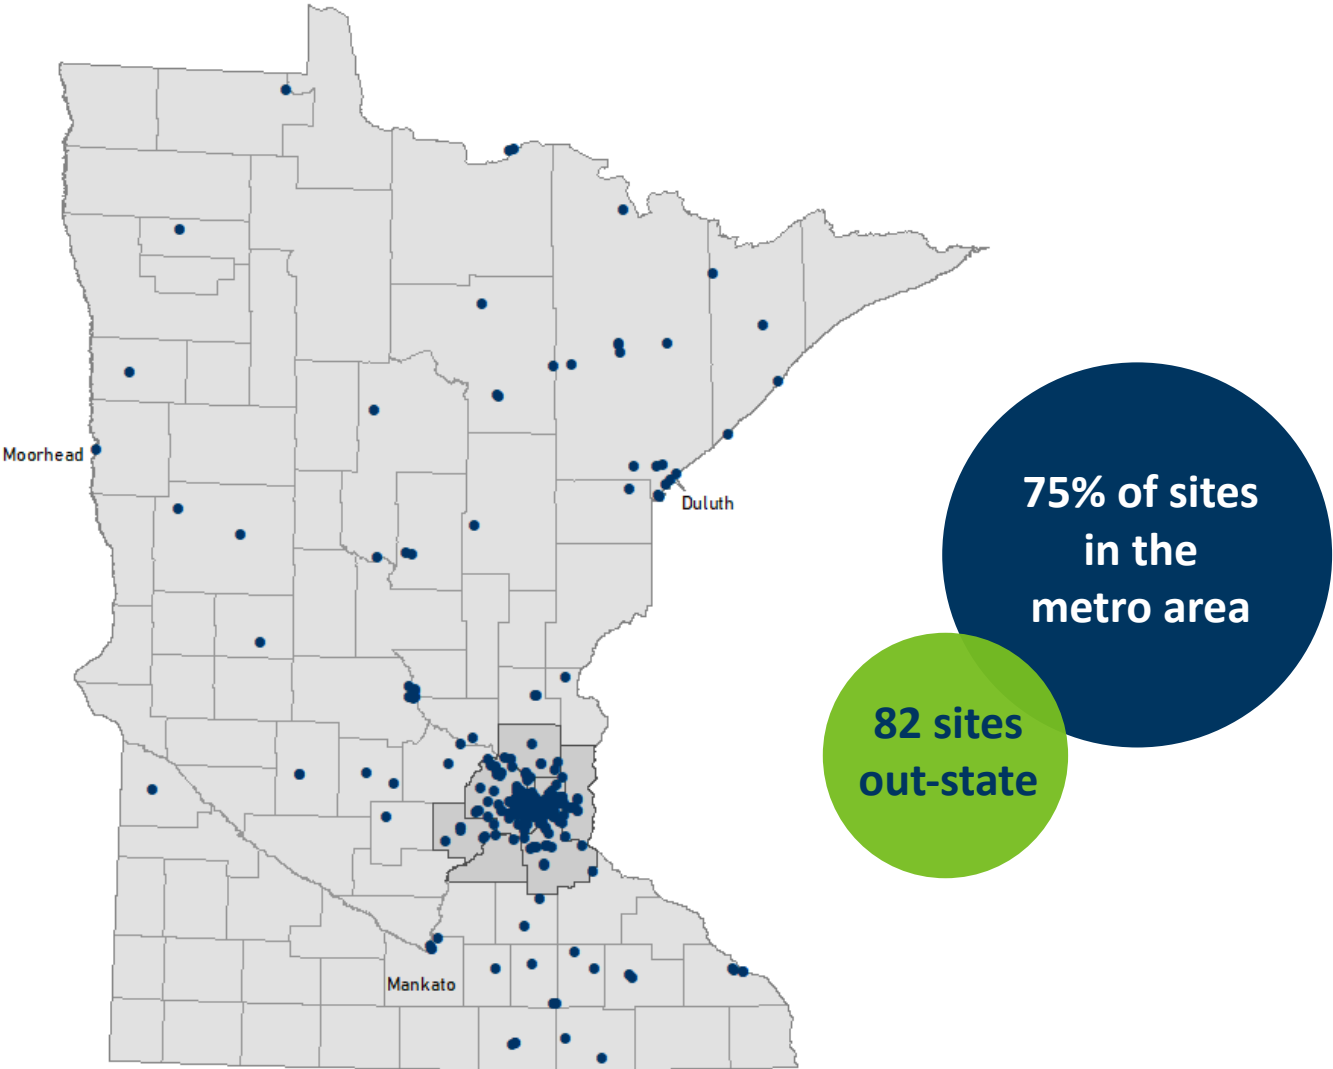 Moorhead
Duluth
Mankato
75% of sites
in the
metro area
82 sites
out-state